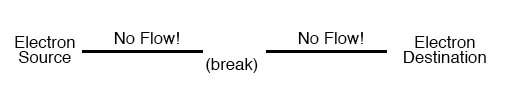 Electron
Source
No Flow!
(break)
No Flow!
Electron
Destination